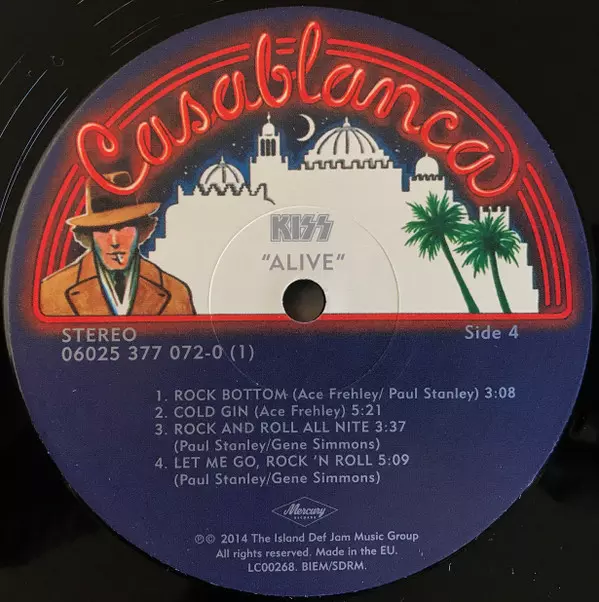 Casablanca
KISS
"ALIVE"
STEREO
Side 4
06025 377 072-0 (1)
1. ROCK BOTTOM (Ace Frehley/ Paul Stanley) 3:08
2. COLD GIN (Ace Frehley) 5:21
3. ROCK AND ROLL ALL NITE 3:37
(Paul Stanley/Gene Simmons)
4. LET ME GO, ROCK 'N ROLL 5:09
(Paul Stanley/Gene Simmons)
Mercury
RECORDS
℗© 2014 The Island Def Jam Music Group
All rights reserved. Made in the EU.
LC00268. BIEM/SDRM.